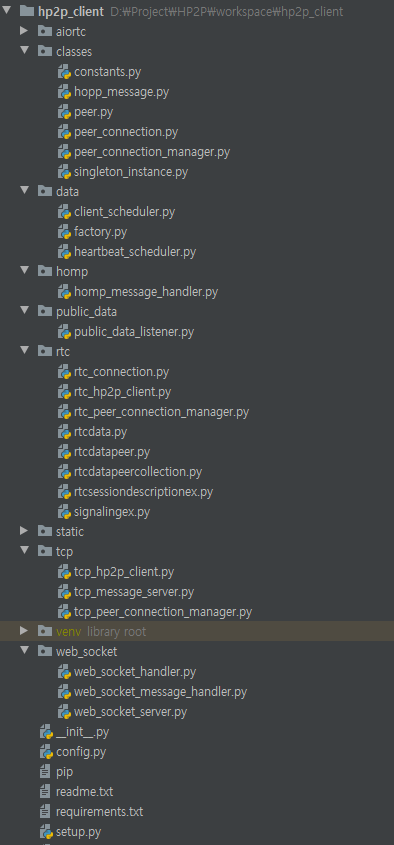 hp2p_client D:₩Project₩HP2P₩workspace₩hp2p_client
aiortc
classes
constants.py
hopp_message.py
peer.py
peer_connection.py
peer_connection_manager.py
singleton_instance.py
data
client_scheduler.py
factory.py
heartbeat_scheduler.py
homp
homp_message_handler.py
public_data
public_data_listener.py
rtc
rtc_connection.py
rtc_hp2p_client.py
rtc_peer_connection_manager.py
rtcdata.py
rtcdatapeer.py
rtcdatapeercollection.py
rtcsessiondescriptionex.py
signalingex.py
static
tcp
tcp_hp2p_client.py
tcp_message_server.py
tcp_peer_connection_manager.py
venv library root
web_socket
web_socket_handler.py
web_socket_message_handler.py
web_socket_server.py
__init__.py
config.py
pip
readme.txt
requirements.txt
setup.py